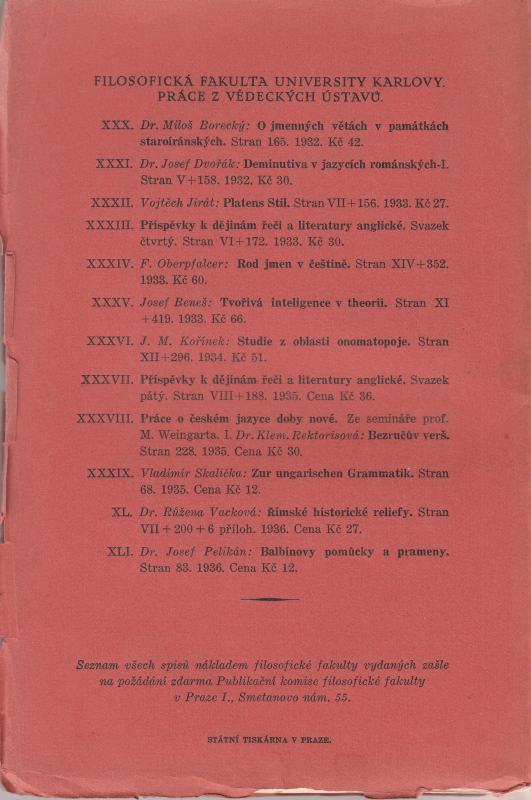 FILOSOFICKÁ FAKULTA UNIVERSITY KARLOVY.
PRÁCE Z VĚDECKÝCH ÚSTAVŮ.
XXX. Dr. Miloš Borecký: O jmenných větách v památkách
staroíránských. Stran 165. 1932. Kč 42.
XXXI. Dr. Josef Dvořák: Deminutiva v jazycích románských-I.
Stran V+158. 1932. Kč 30.
XXXII. Vojtěch Jirát: Platens Stil. Stran VII+156. 1933. Kč 27.
XXXIII. Příspěvky k dějinám řeči a literatury anglické. Svazek
čtvrtý. Stran VI+172. 1933. Kč 30.
XXXIV. F. Oberpfalcer: Rod jmen v češtině. Stran XIV+352.
1933. Kč 60.
XXXV. Josef Beneš: Tvořivá inteligence v theorii. Stran XI
+419. 1933. Kč 66.
XXXVI. J. M. Kořínek: Studie z oblasti onomatopoje. Stran
XII+296. 1934. Kč 51.
XXXVII. Příspěvky k dějinám řeči a literatury anglické. Svazek
pátý. Stran VIII+188. 1935. Cena Kč 36.
XXXVIII. Práce o českém jazyce doby nové. Ze semináře prof.
M. Weingarta. I. Dr. Klem. Rektorisová: Bezručův verš.
Stran 228. 1935. Cena Kč 30.
XXXIX. Vladimír Skalička: Zur ungarischen Grammatik. Stran
68. 1935. Cena Kč 12.
XL. Dr. Růžena Vacková: Římské historické reliefy. Stran
VII+200+6 příloh. 1936. Cena Kč 27.
XLI. Dr. Josef Pelikán: Balbínovy pomůcky a prameny.
Stran 83. 1936. Cena Kč 12.
Seznam všech spisů nákladem filosofické fakulty vydaných zašle
na požádání zdarma Publikační komise filosofické fakulty
v Praze I., Smetanovo nám. 55.
STÁTNÍ TISKÁRNA V PRAZE.